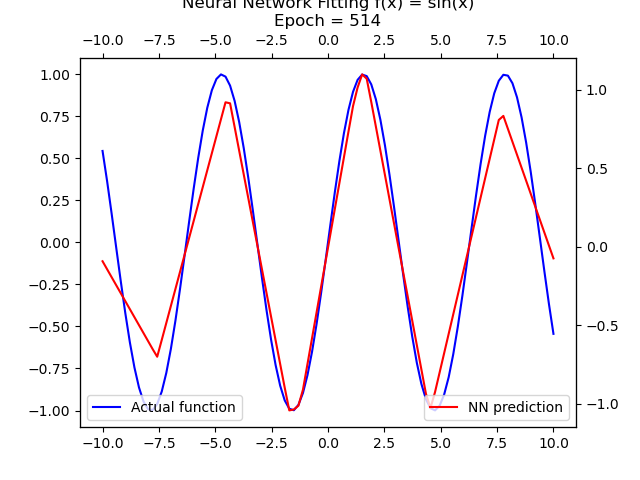 Neural Network Fitting f(x) = sin(x)
Epoch = 514
−10.0 −7.5 −5.0 −2.5 0.0 2.5 5.0 7.5 10.0
1.00
0.75
0.50
0.25
0.00
−0.25
−0.50
−0.75
−1.00
1.0
0.5
0.0
−0.5
−1.0
Actual function
NN prediction
−10.0 −7.5 −5.0 −2.5 0.0 2.5 5.0 7.5 10.0